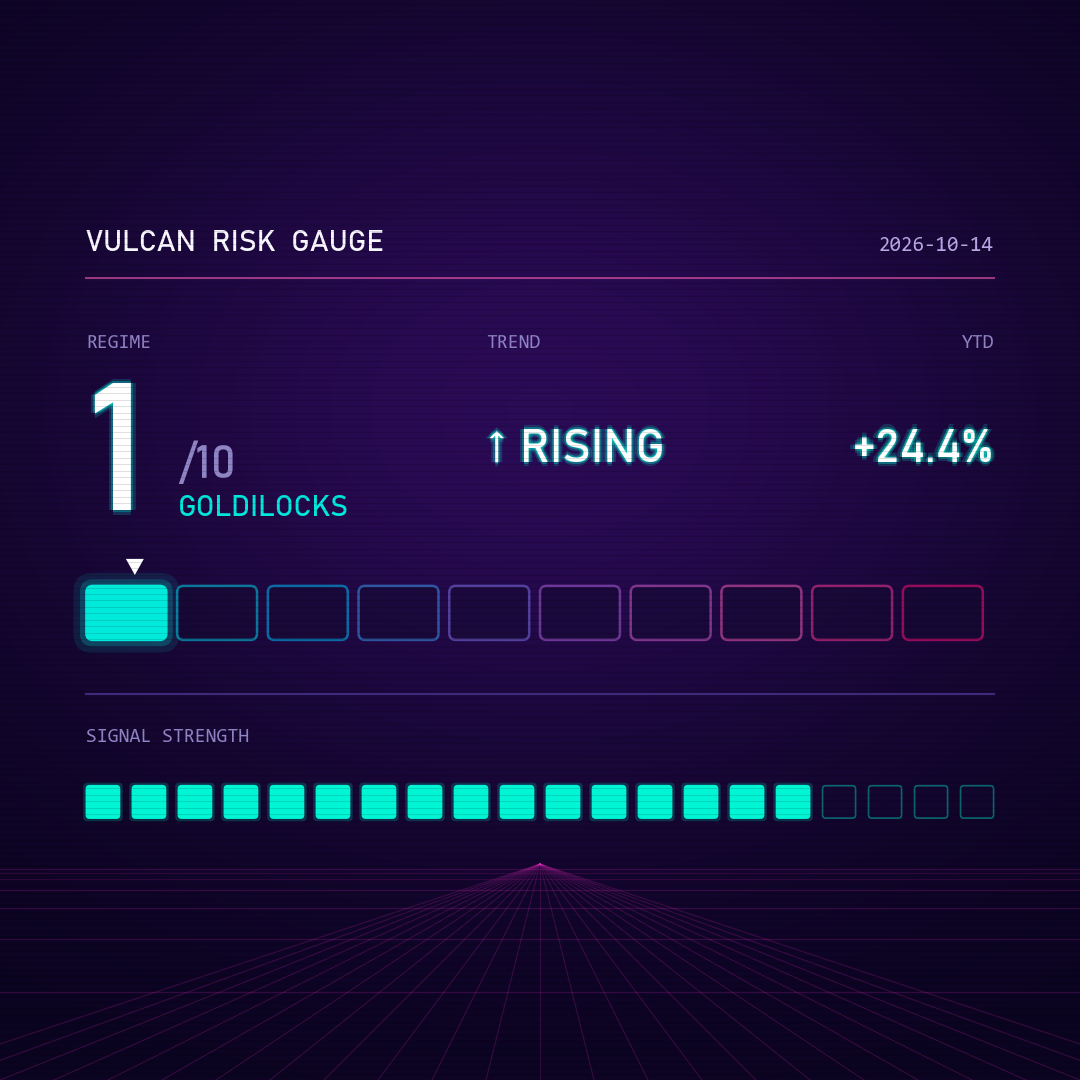 VULCAN RISK GAUGE
2026-10-14
REGIME
TREND
YTD
1 /10
GOLDILOCKS
↑ RISING
+24.4%
SIGNAL STRENGTH